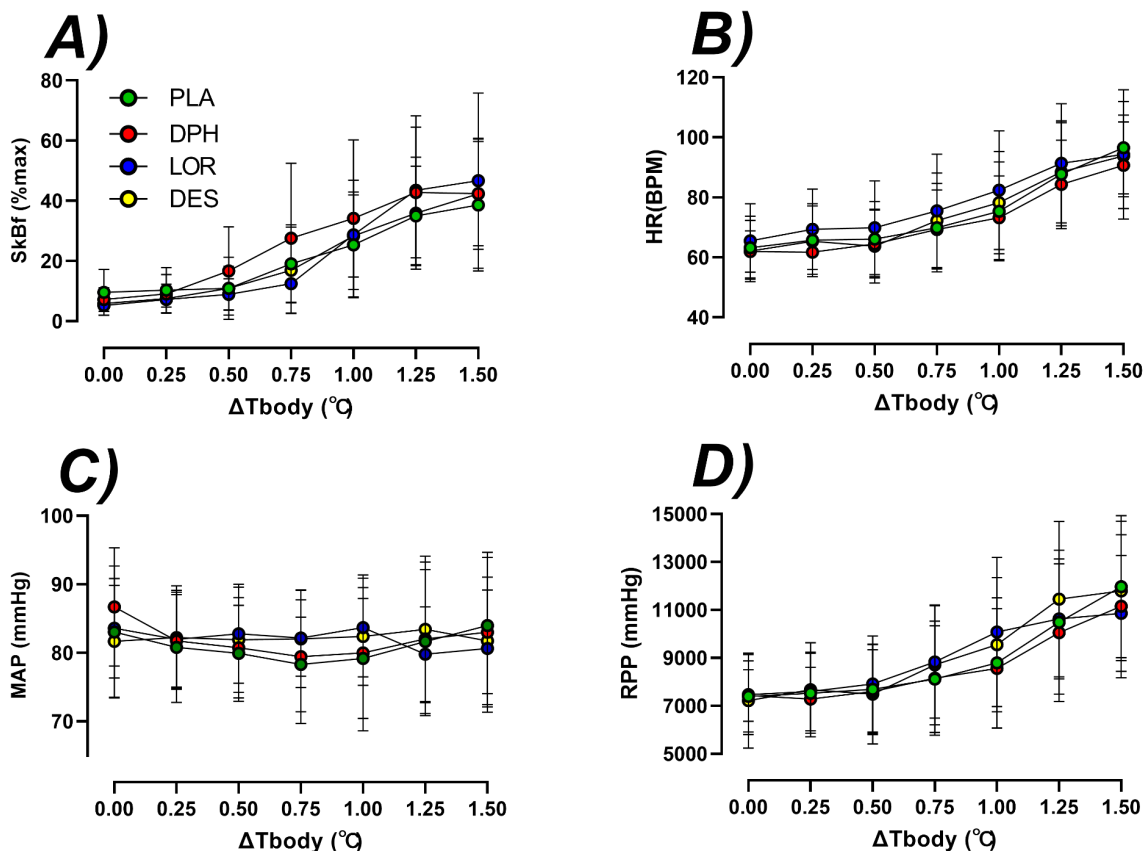 A)
80
60
40
20
0
SkBf (%max)
PLA
DPH
LOR
DES
0.00 0.25 0.50 0.75 1.00 1.25 1.50
ΔTbody (℃)
B)
120
100
80
60
40
HR(BPM)
0.00 0.25 0.50 0.75 1.00 1.25 1.50
ΔTbody (℃)
C)
100
90
80
70
MAP (mmHg)
0.00 0.25 0.50 0.75 1.00 1.25 1.50
ΔTbody (℃)
D)
15000
13000
11000
9000
7000
5000
RPP (mmHg)
0.00 0.25 0.50 0.75 1.00 1.25 1.50
ΔTbody (℃)